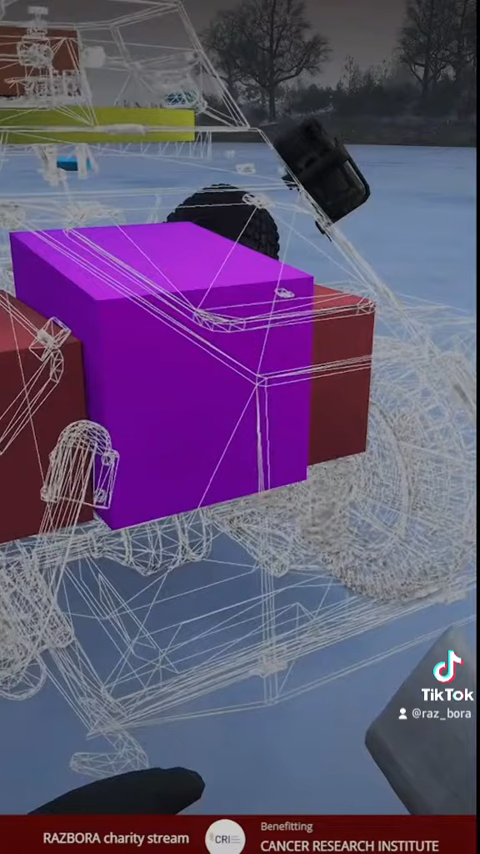 TikTok
@raz_bora
RAZBORA charity stream
CRI
Benefitting
CANCER RESEARCH INSTITUTE